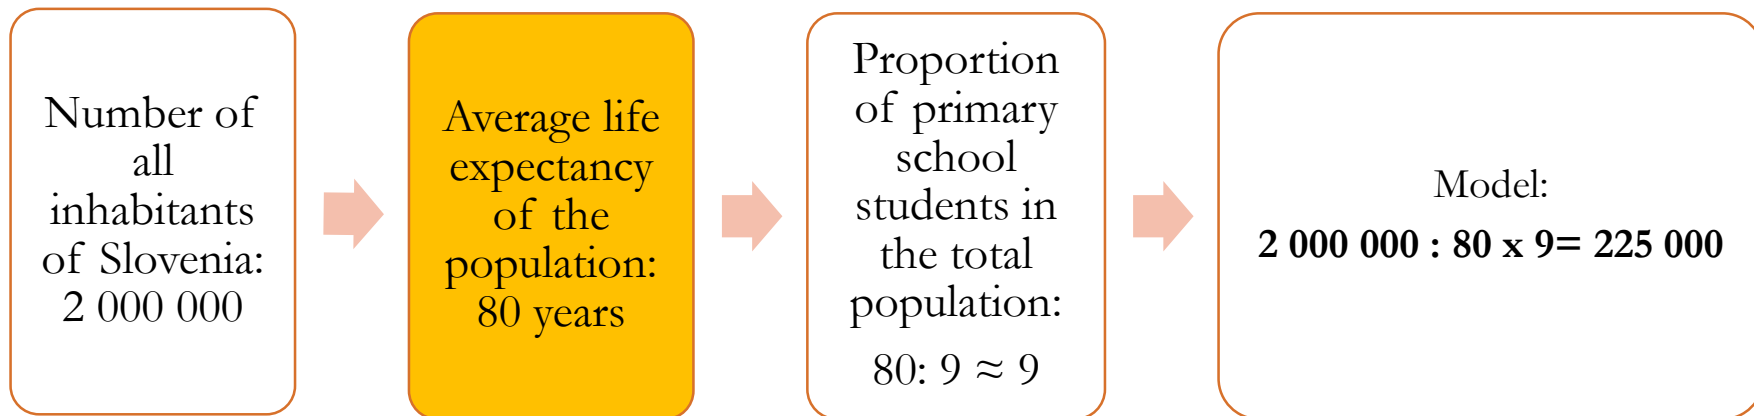 Number of
all
inhabitants
of Slovenia:
2 000 000
Average life
expectancy
of the
population:
80 years
Proportion
of primary
school
students in
the total
population:
80: 9 ≈ 9
Model:
2 000 000 : 80 x 9= 225 000